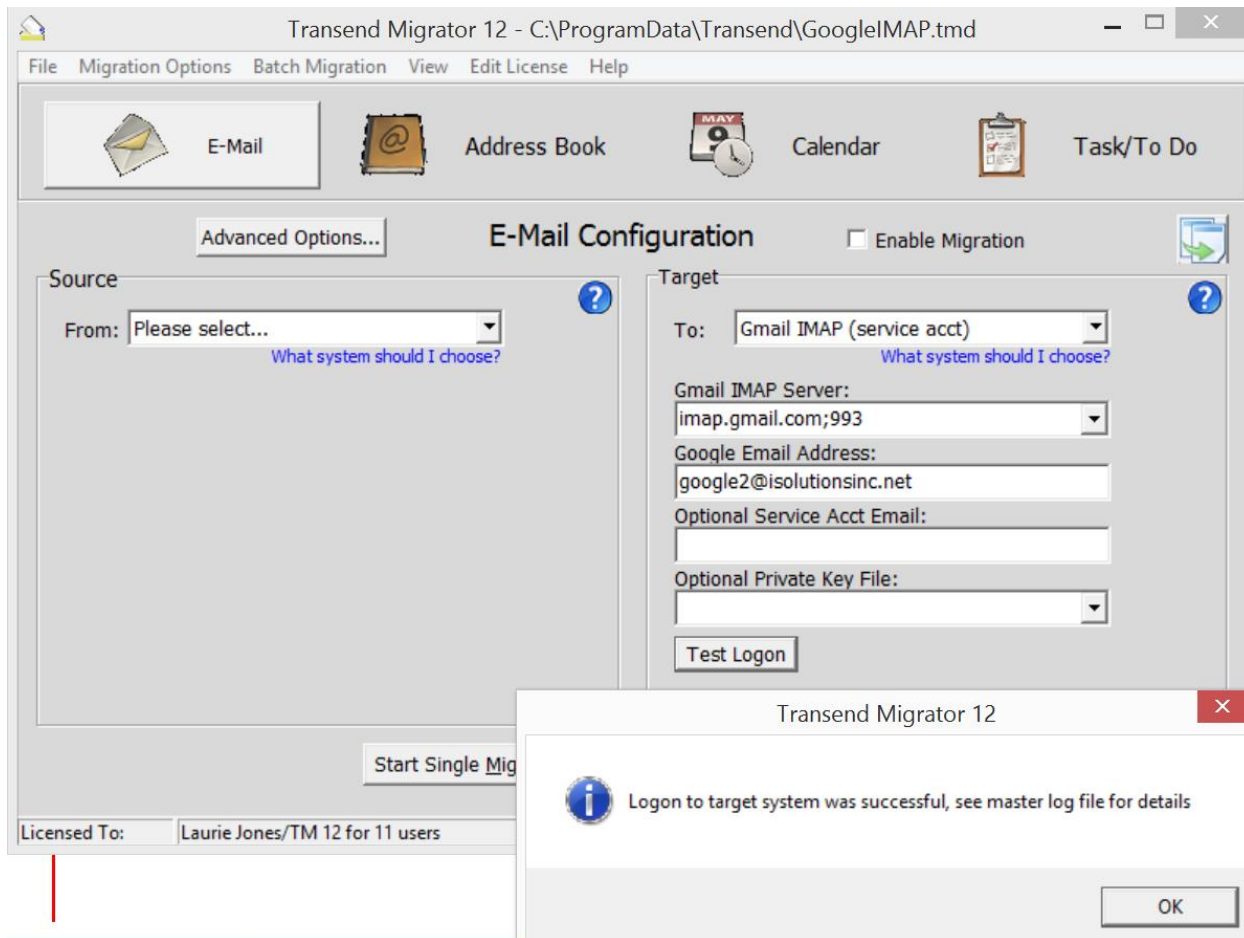 Transend Migrator 12 - C:\ProgramData\Transend\GoogleIMAP.tmd
File Migration Options Batch Migration View Edit License Help
E-Mail
Address Book
MAY
9
Calendar
Task/To Do
Advanced Options...
E-Mail Configuration
Enable Migration
Source
From: Please select...
What system should I choose?
Target
To: Gmail IMAP (service acct)
What system should I choose?
Gmail IMAP Server:
imap.gmail.com;993
Google Email Address:
google2@isolutionsinc.net
Optional Service Acct Email:
Optional Private Key File:
Test Logon
Start Single Mig
Licensed To: Laurie Jones/TM 12 for 11 users
Transend Migrator 12
Logon to target system was successful, see master log file for details
OK